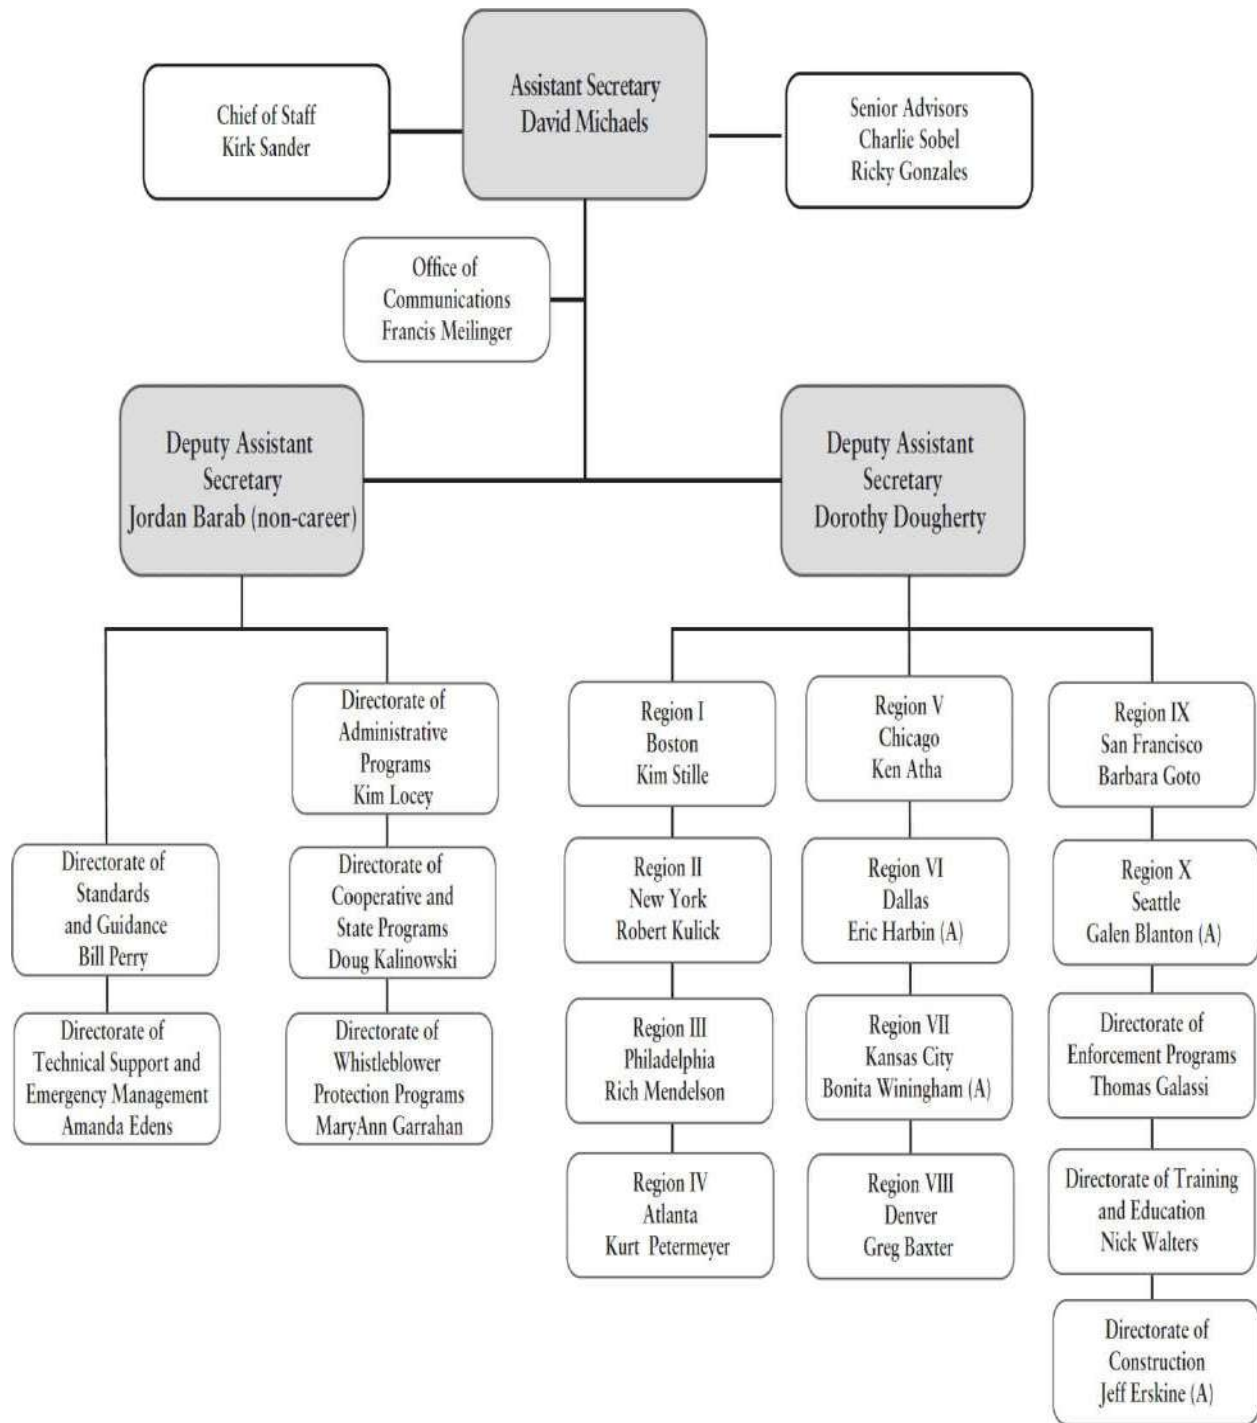 Assistant Secretary
David Michaels
Chief of Staff
Kirk Sander
Senior Advisors
Charlie Sobel
Ricky Gonzales
Office of
Communications
Francis Meilinger
Deputy Assistant
Secretary
Jordan Barab (non-career)
Deputy Assistant
Secretary
Dorothy Dougherty
Directorate of
Administrative
Programs
Kim Locey
Directorate of
Standards
and Guidance
Bill Perry
Directorate of
Cooperative and
State Programs
Doug Kalinowski
Directorate of
Technical Support and
Emergency Management
Amanda Edens
Directorate of
Whistleblower
Protection Programs
MaryAnn Garrahan
Region I
Boston
Kim Stille
Region II
New York
Robert Kulick
Region III
Philadelphia
Rich Mendelson
Region IV
Atlanta
Kurt Petermeyer
Region V
Chicago
Ken Atha
Region VI
Dallas
Eric Harbin (A)
Region VII
Kansas City
Bonita Winingham (A)
Region VIII
Denver
Greg Baxter
Region IX
San Francisco
Barbara Goto
Region X
Seattle
Galen Blanton (A)
Directorate of
Enforcement Programs
Thomas Galassi
Directorate of Training
and Education
Nick Walters
Directorate of
Construction
Jeff Erskine (A)